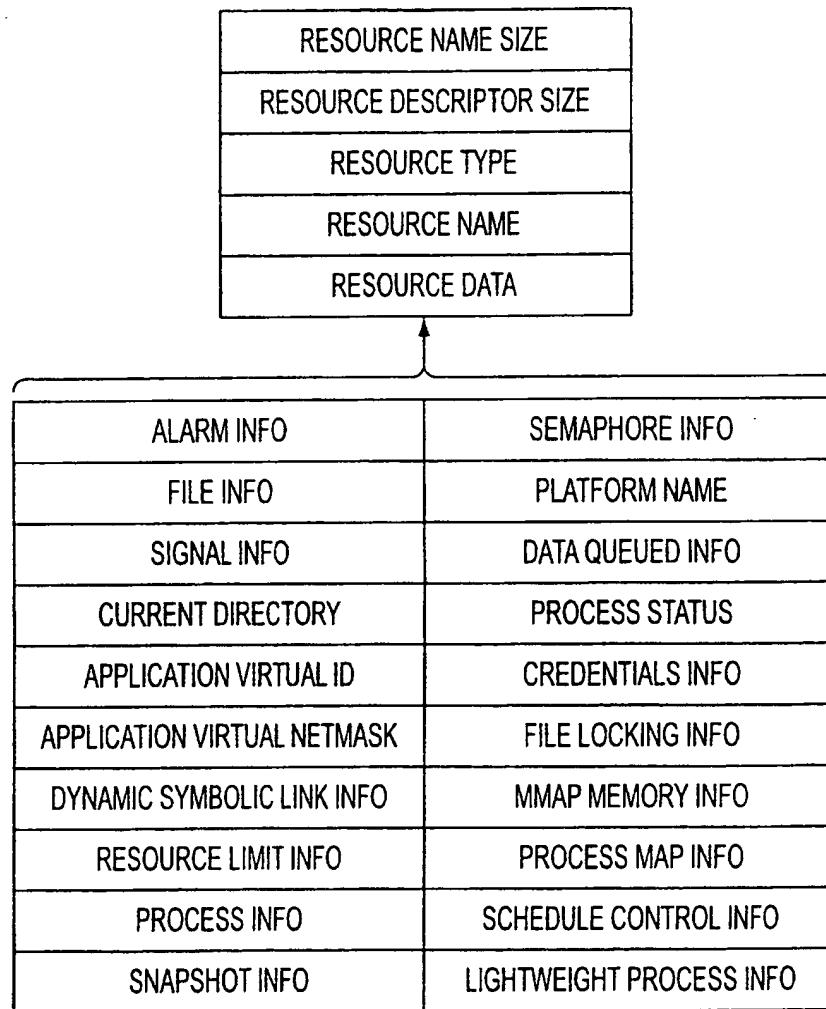 RESOURCE NAME SIZE
RESOURCE DESCRIPTOR SIZE
RESOURCE TYPE
RESOURCE NAME
RESOURCE DATA
ALARM INFO
SEMAPHORE INFO
FILE INFO
PLATFORM NAME
SIGNAL INFO
DATA QUEUED INFO
CURRENT DIRECTORY
PROCESS STATUS
APPLICATION VIRTUAL ID
CREDENTIALS INFO
APPLICATION VIRTUAL NETMASK
FILE LOCKING INFO
DYNAMIC SYMBOLIC LINK INFO
MMAP MEMORY INFO
RESOURCE LIMIT INFO
PROCESS MAP INFO
PROCESS INFO
SCHEDULE CONTROL INFO
SNAPSHOT INFO
LIGHTWEIGHT PROCESS INFO